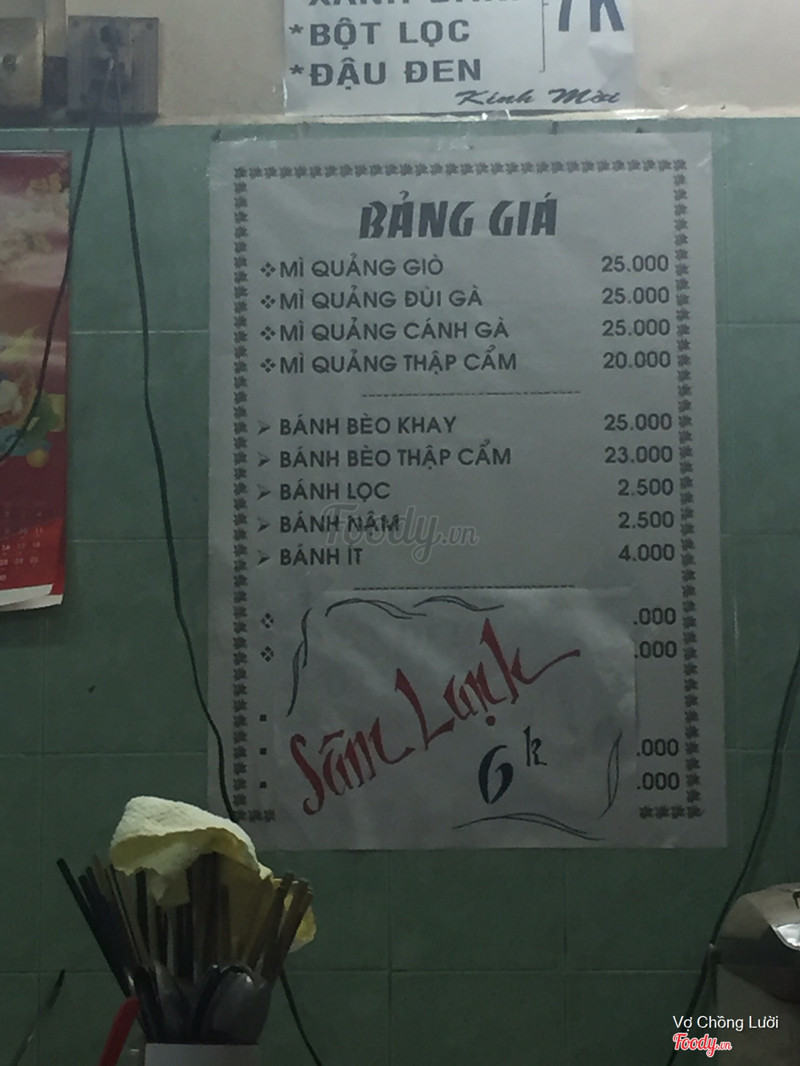 *BỘT LỌC
*ĐẬU ĐEN
7K
Kính Mời
BẢNG GIÁ
MÌ QUẢNG GIÒ 25.000
MÌ QUẢNG ĐÙI GÀ 25.000
MÌ QUẢNG CÁNH GÀ 25.000
MÌ QUẢNG THẬP CẨM 20.000
BÁNH BÈO KHAY 25.000
BÁNH BÈO THẬP CẨM 23.000
BÁNH LỌC 2.500
BÁNH NẬM 2.500
BÁNH ÍT 4.000
.000
.000
Sâm Lạnh
6k
.000
.000
Foody.vn
Vợ Chồng Lười
Foody.vn